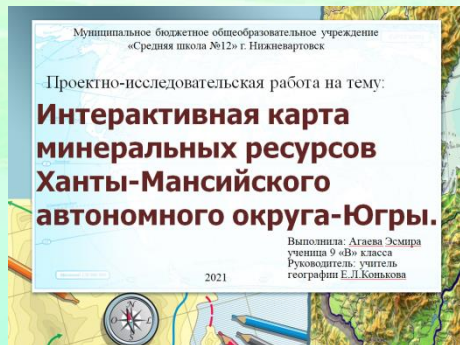 Муниципальное бюджетное общеобразовательное учреждение
«Средняя школа №12» г. Нижневартовск
Проектно-исследовательская работа на тему:
Интерактивная карта
минеральных ресурсов
Ханты-Мансийского
автономного округа-Югры.
Выполнила: Агаева Эсмира
ученица 9 «В» класса
Руководитель: учитель
географии Е.Л.Конькова
2021